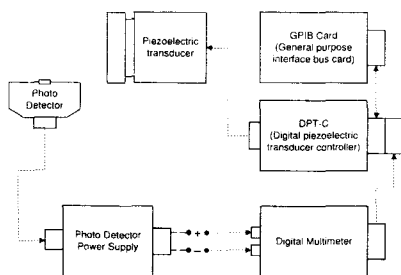 Piezoelectric
transducer
GPIB Card
(General purpose
interface bus card)
Photo
Detector
DPT-C
(Digital piezoelectric
transducer controller)
Photo Detector
Power Supply
+
−
Digital Multimeter